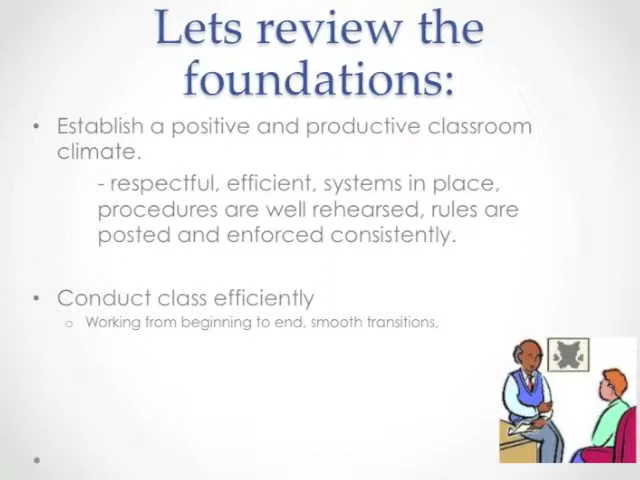 Lets review the
foundations:
• Establish a positive and productive classroom
climate.
- respectful, efficient, systems in place,
procedures are well rehearsed, rules are
posted and enforced consistently.
• Conduct class efficiently
o Working from beginning to end, smooth transitions,
•